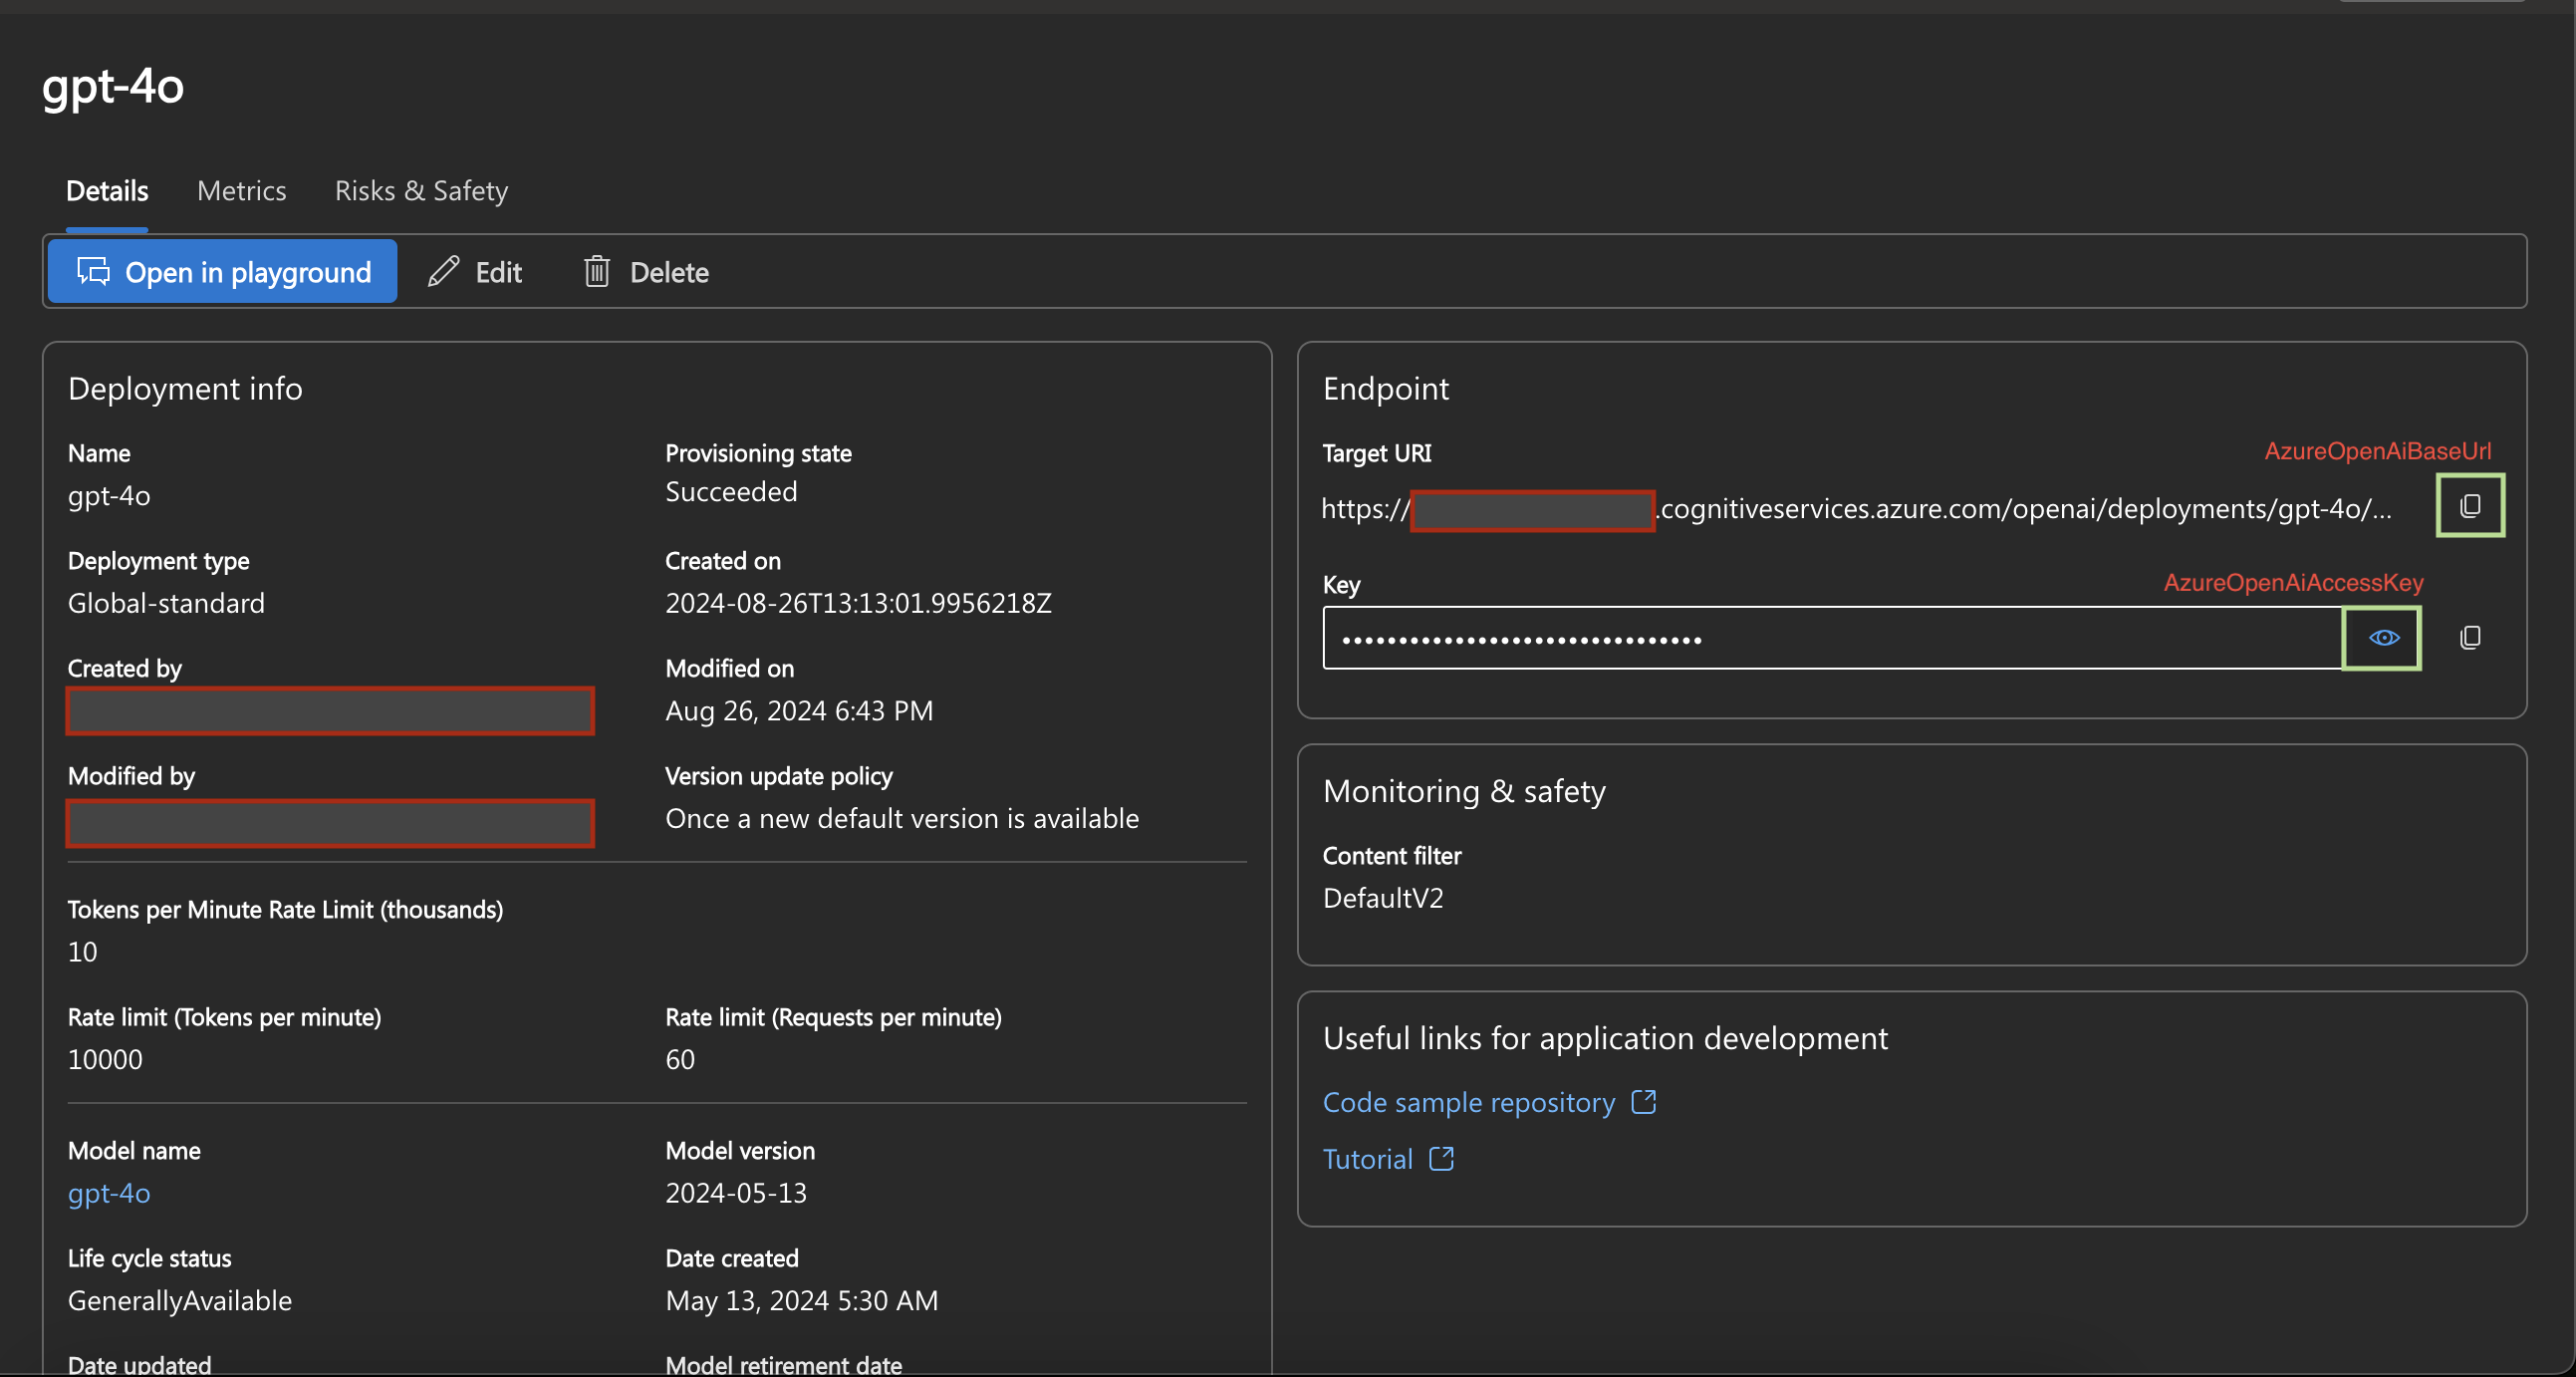 gpt-4o
Details Metrics Risks & Safety
Open in playground Edit Delete
Deployment info
Name Provisioning state
gpt-4o Succeeded
Deployment type Created on
Global-standard 2024-08-26T13:13:01.9956218Z
Created by Modified on
Aug 26, 2024 6:43 PM
Modified by Version update policy
Once a new default version is available
Tokens per Minute Rate Limit (thousands)
10
Rate limit (Tokens per minute) Rate limit (Requests per minute)
10000 60
Model name Model version
gpt-4o 2024-05-13
Life cycle status Date created
GenerallyAvailable May 13, 2024 5:30 AM
Date updated Model retirement date
Endpoint
Target URI AzureOpenAiBaseUrl
https:// .cognitiveservices.azure.com/openai/deployments/gpt-4o/...
Key AzureOpenAiAccessKey
••••••••••••••••••••••••••••••••
Monitoring & safety
Content filter
DefaultV2
Useful links for application development
Code sample repository
Tutorial